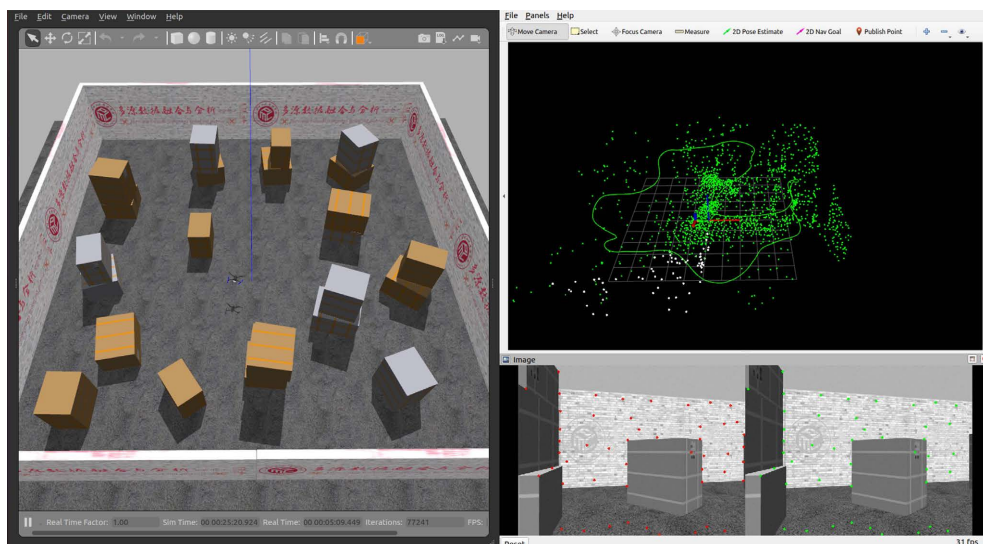 File Edit Camera View Window Help
Real Time Factor: 1.00 Sim Time: 00 00:25:20.924 Real Time: 00 00:05:09.449 Iterations: 77241 FPS:
File Panels Help
Move Camera Select Focus Camera Measure 2D Pose Estimate 2D Nav Goal Publish Point
Image
Reset
31 fps